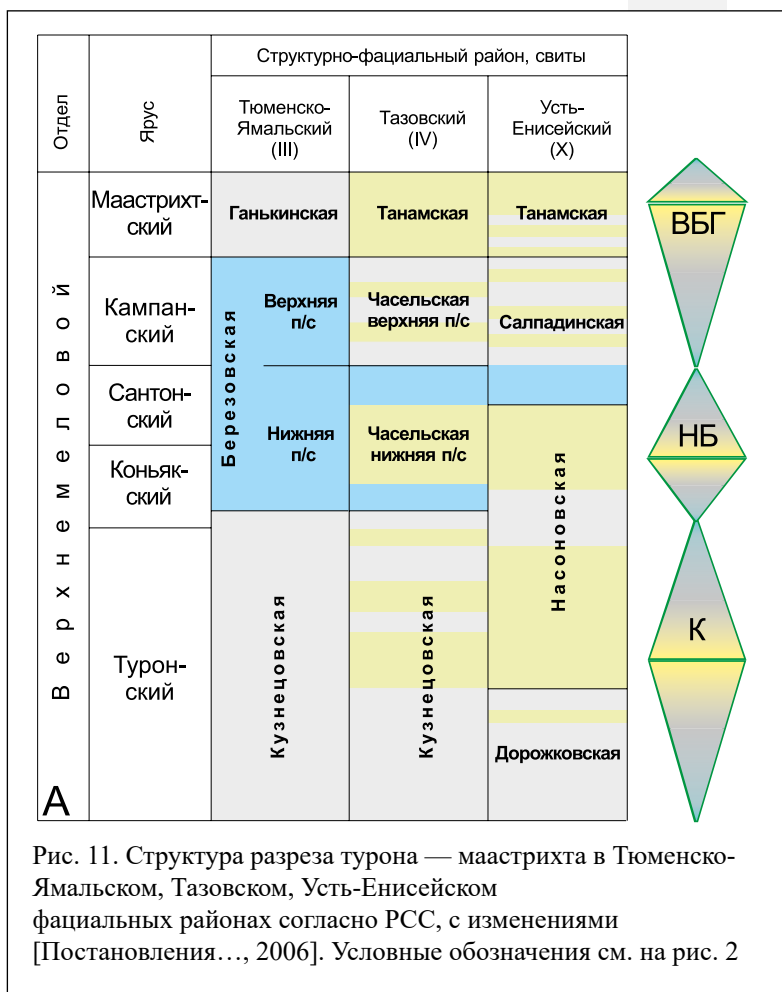 Структурно-фациальный район, свиты
Отдел
Ярус
Тюменско-
Ямальский
(III)
Тазовский
(IV)
Усть-
Енисейский
(X)
Верхнемеловой
Маастрихт-
ский
Ганькинская
Танамская
Танамская
Кампан-
ский
Березовская
Верхняя
п/с
Часельская
верхняя п/с
Салпадинская
Сантон-
ский
Нижняя
п/с
Часельская
нижняя п/с
Коньяк-
ский
Насоновская
Турон-
ский
Кузнецовская
Кузнецовская
Дорожковская
ВБГ
НБ
К
А
Рис. 11. Структура разреза турона — маастрихта в Тюменско-
Ямальском, Тазовском, Усть-Енисейском
фациальных районах согласно РСС, с изменениями
[Постановления…, 2006]. Условные обозначения см. на рис. 2